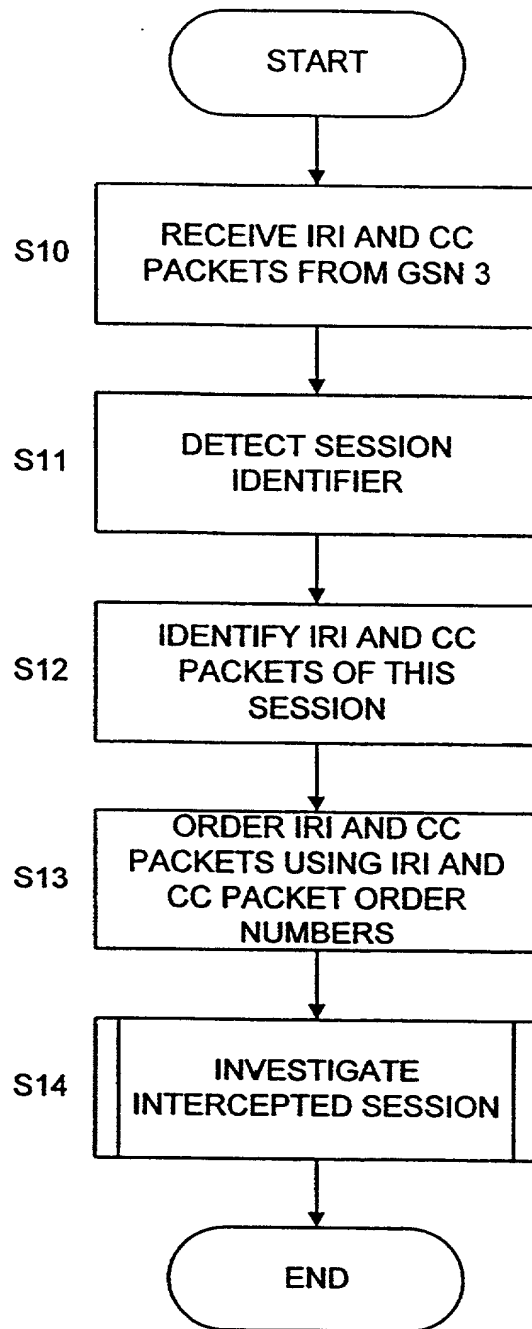 START
S10
RECEIVE IRI AND CC
PACKETS FROM GSN 3
S11
DETECT SESSION
IDENTIFIER
S12
IDENTIFY IRI AND CC
PACKETS OF THIS
SESSION
S13
ORDER IRI AND CC
PACKETS USING IRI AND
CC PACKET ORDER
NUMBERS
S14
INVESTIGATE
INTERCEPTED SESSION
END